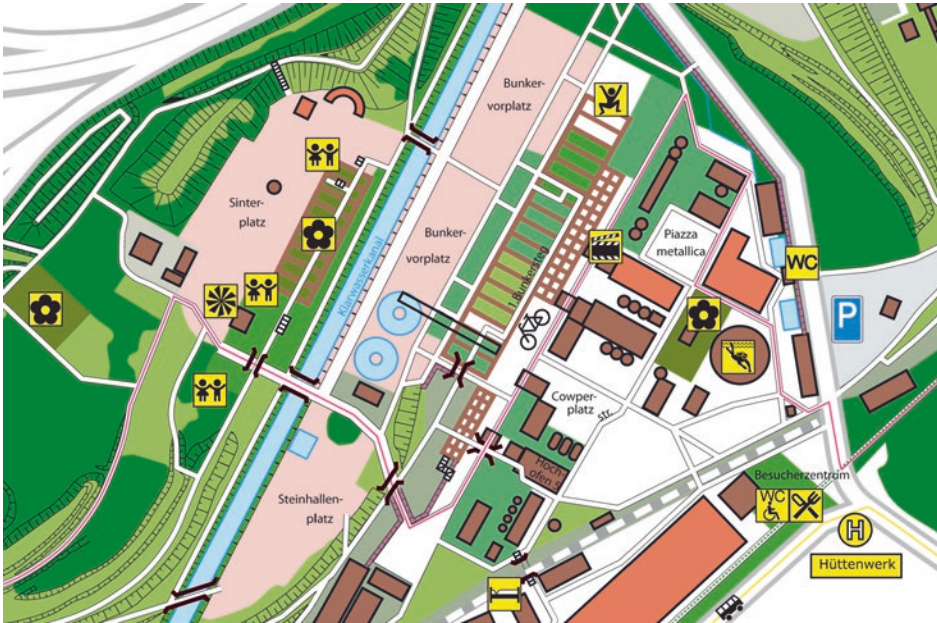 Bunker-
vorplatz
Sinter-
platz
Bunker-
vorplatz
Klarwasserkanal
Bunkersteg
Piazza
metallica
WC
P
Cowper-
platz
str.
Hoch-
ofen 5
Steinhallen-
platz
Besucherzentrum
WC
H
Hüttenwerk